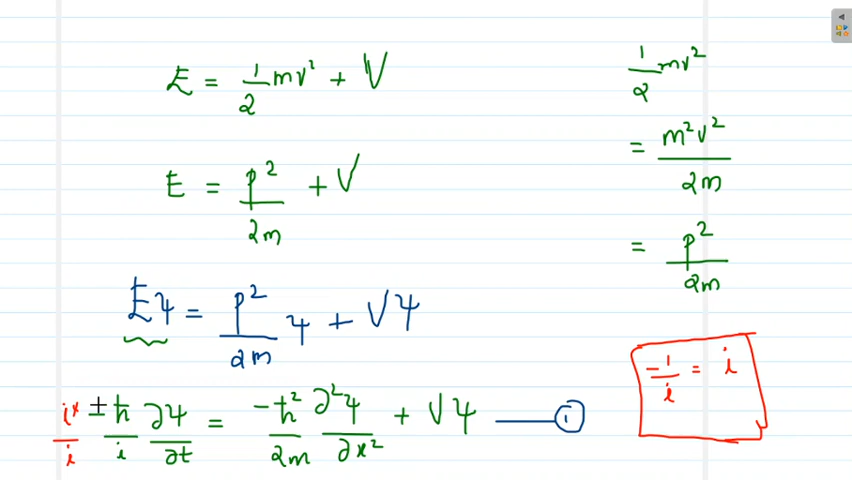 E = 1/2 mv² + V
E = p²/2m + V
Eψ = p²/2m ψ + Vψ
i×/i ± ħ/i ∂ψ/∂t = -ħ²/2m ∂²ψ/∂x² + Vψ —— ①
1/2 mv²
= m²v²/2m
= p²/2m
-1/i = i